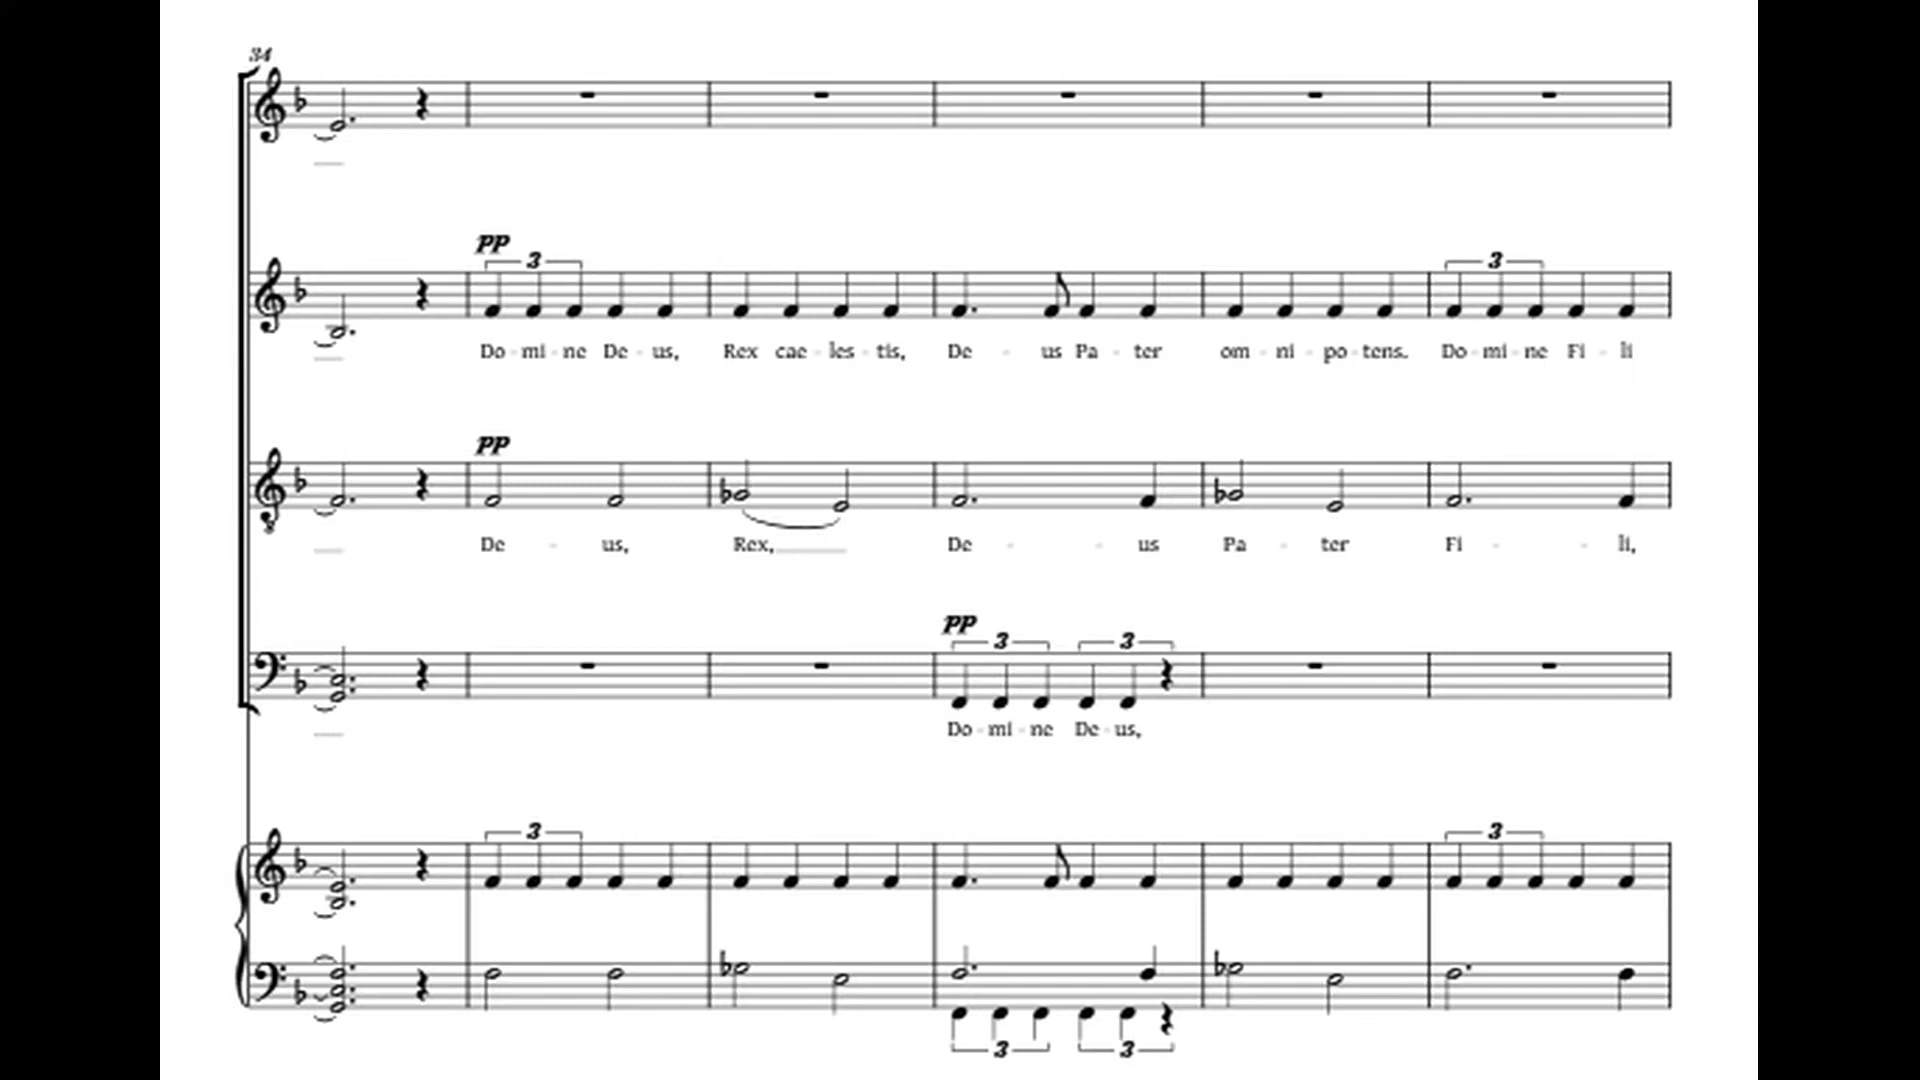 34
pp
3 3
Do - mi - ne De - us, Rex cae - les - tis, De - us Pa - ter om - ni - po - tens. Do - mi - ne Fi - li
pp
De - us, Rex, De - - us Pa - ter Fi - - li,
pp
3 3
Do - mi - ne De - us,
3 3
3 3